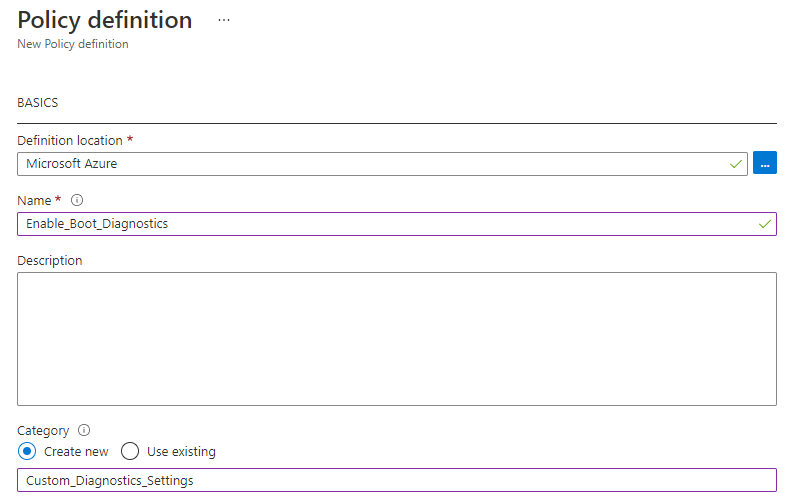 Policy definition ...
New Policy definition
BASICS
Definition location *
Microsoft Azure ...
Name *
Enable_Boot_Diagnostics
Description
Category
Create new Use existing
Custom_Diagnostics_Settings